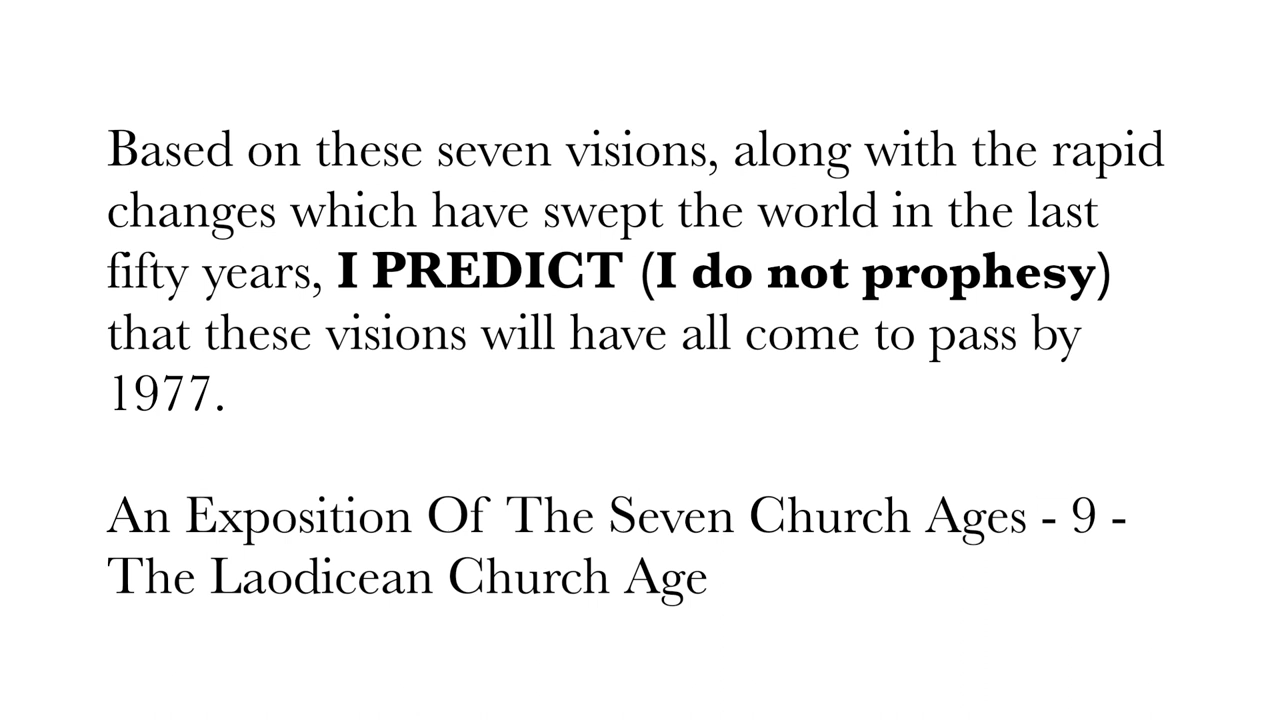 Based on these seven visions, along with the rapid
changes which have swept the world in the last
fifty years, I PREDICT (I do not prophesy)
that these visions will have all come to pass by
1977.
An Exposition Of The Seven Church Ages - 9 -
The Laodicean Church Age